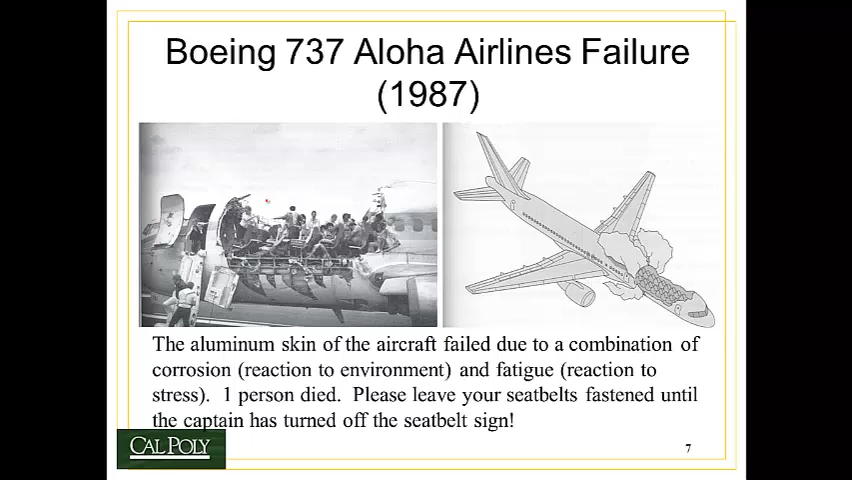 Boeing 737 Aloha Airlines Failure
(1987)
The aluminum skin of the aircraft failed due to a combination of
corrosion (reaction to environment) and fatigue (reaction to
stress).  1 person died.  Please leave your seatbelts fastened until
the captain has turned off the seatbelt sign!
CAL POLY
7